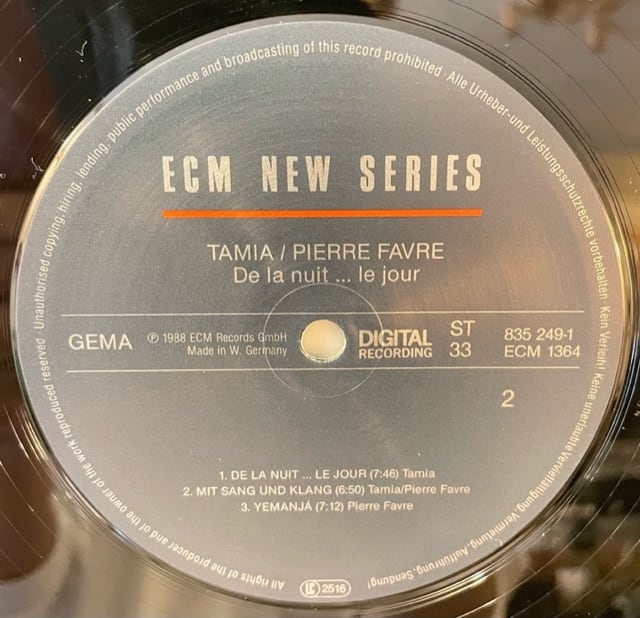 All rights of the producer and of the owner of the work reproduced reserved · Unauthorised copying, hiring, lending, public performance and broadcasting of this record prohibited · Alle Urheber-und Leistungsschutzrechte vorbehalten · Kein Verleih! Keine unerlaubte Vervielfältigung, Vermietung, Aufführung, Sendung!
ECM NEW SERIES
TAMIA / PIERRE FAVRE
De la nuit ... le jour
GEMA
℗ 1988 ECM Records GmbH
Made in W. Germany
DIGITAL
RECORDING
ST
33
835 249-1
ECM 1364
2
1. DE LA NUIT ... LE JOUR (7:46) Tamia
2. MIT SANG UND KLANG (6:50) Tamia/Pierre Favre
3. YEMANJÁ (7:12) Pierre Favre
LC 2516